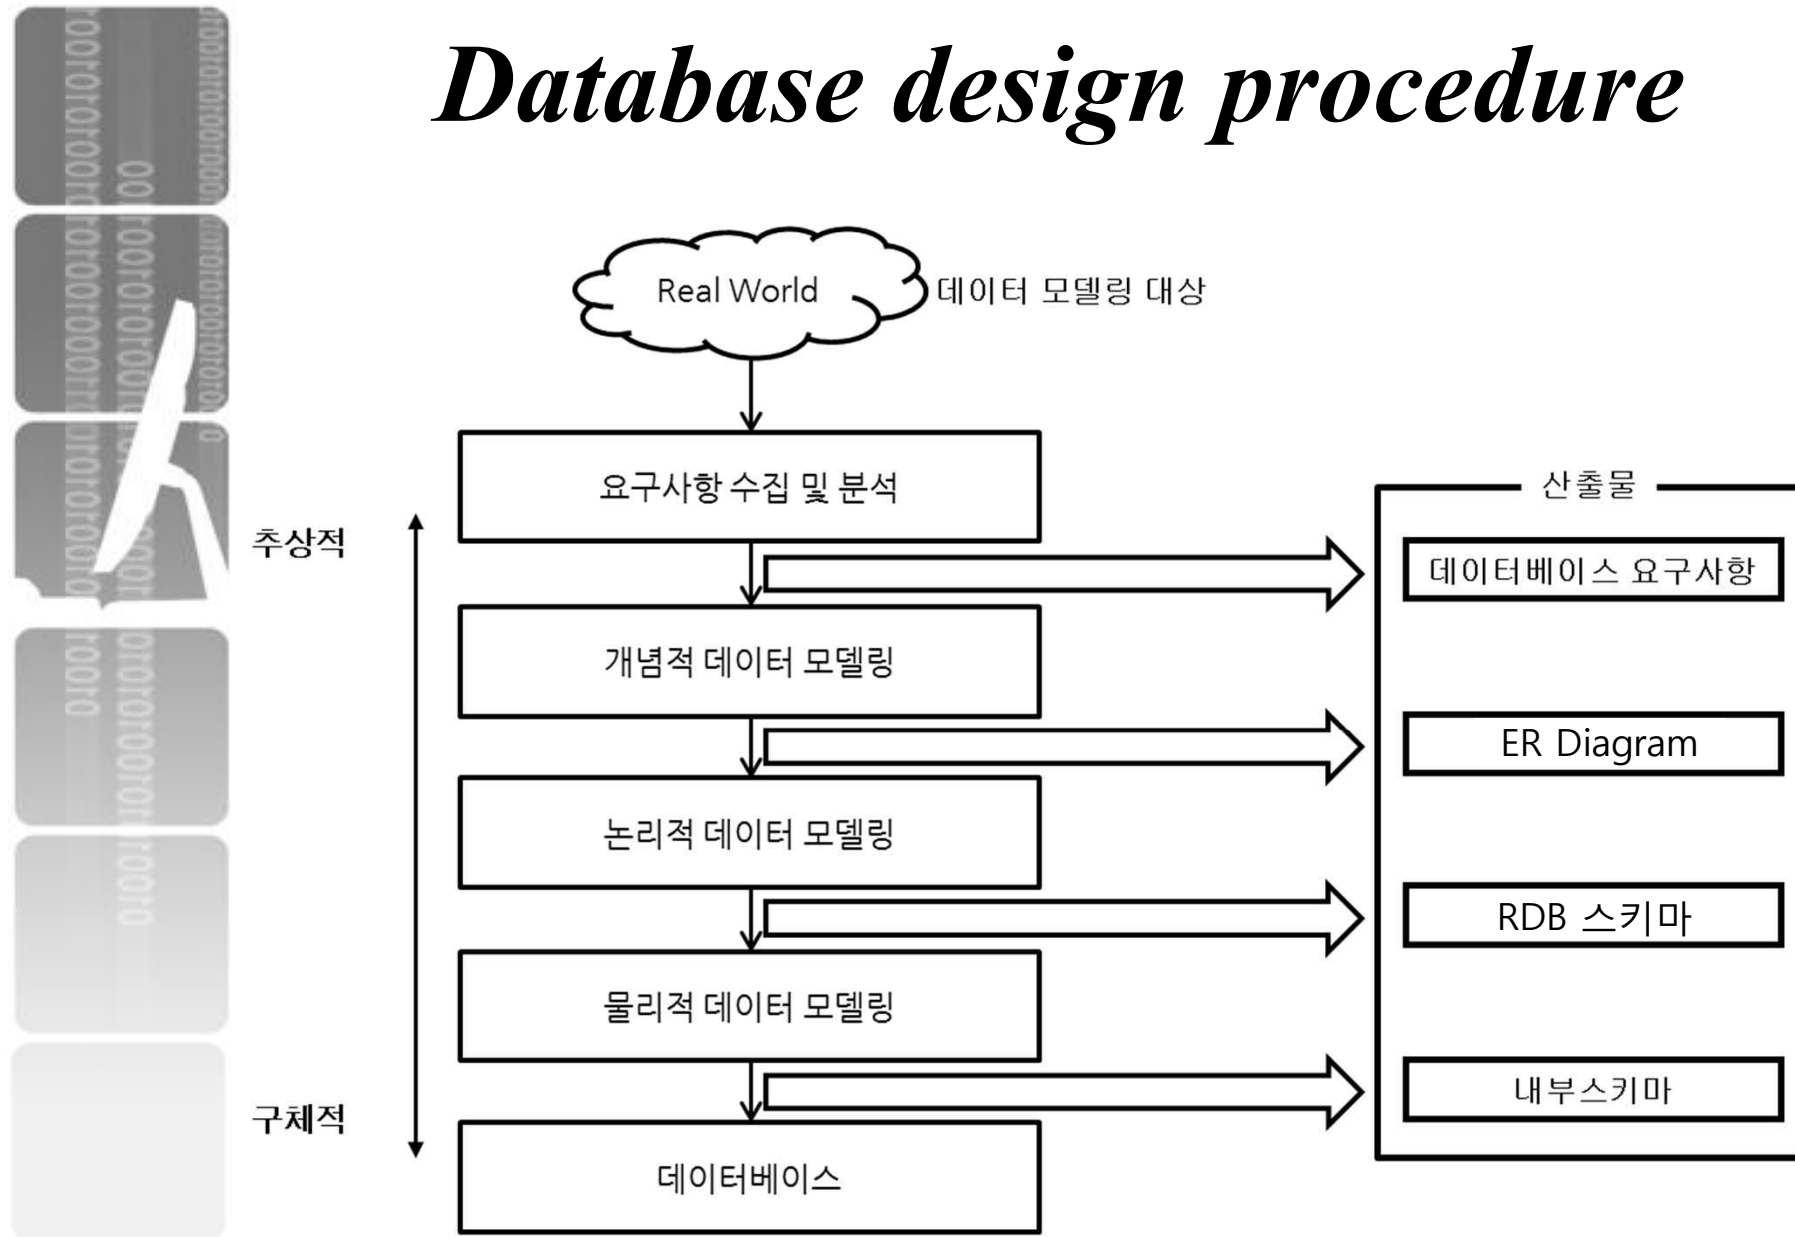 Database design procedure
Real World
데이터 모델링 대상
요구사항 수집 및 분석
산출물
추상적
데이터베이스 요구사항
개념적 데이터 모델링
ER Diagram
논리적 데이터 모델링
RDB 스키마
물리적 데이터 모델링
내부스키마
구체적
데이터베이스